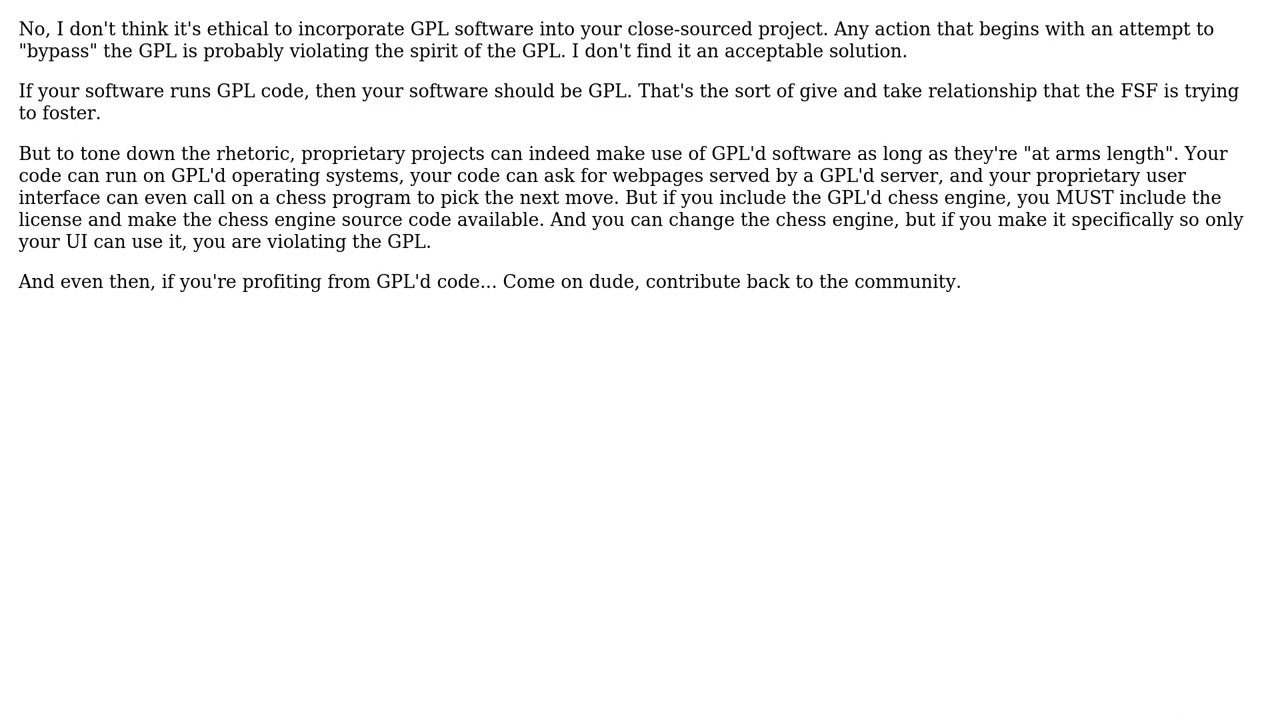 No, I don't think it's ethical to incorporate GPL software into your close-sourced project. Any action that begins with an attempt to
"bypass" the GPL is probably violating the spirit of the GPL. I don't find it an acceptable solution.
If your software runs GPL code, then your software should be GPL. That's the sort of give and take relationship that the FSF is trying
to foster.
But to tone down the rhetoric, proprietary projects can indeed make use of GPL'd software as long as they're "at arms length". Your
code can run on GPL'd operating systems, your code can ask for webpages served by a GPL'd server, and your proprietary user
interface can even call on a chess program to pick the next move. But if you include the GPL'd chess engine, you MUST include the
license and make the chess engine source code available. And you can change the chess engine, but if you make it specifically so only
your UI can use it, you are violating the GPL.
And even then, if you're profiting from GPL'd code... Come on dude, contribute back to the community.